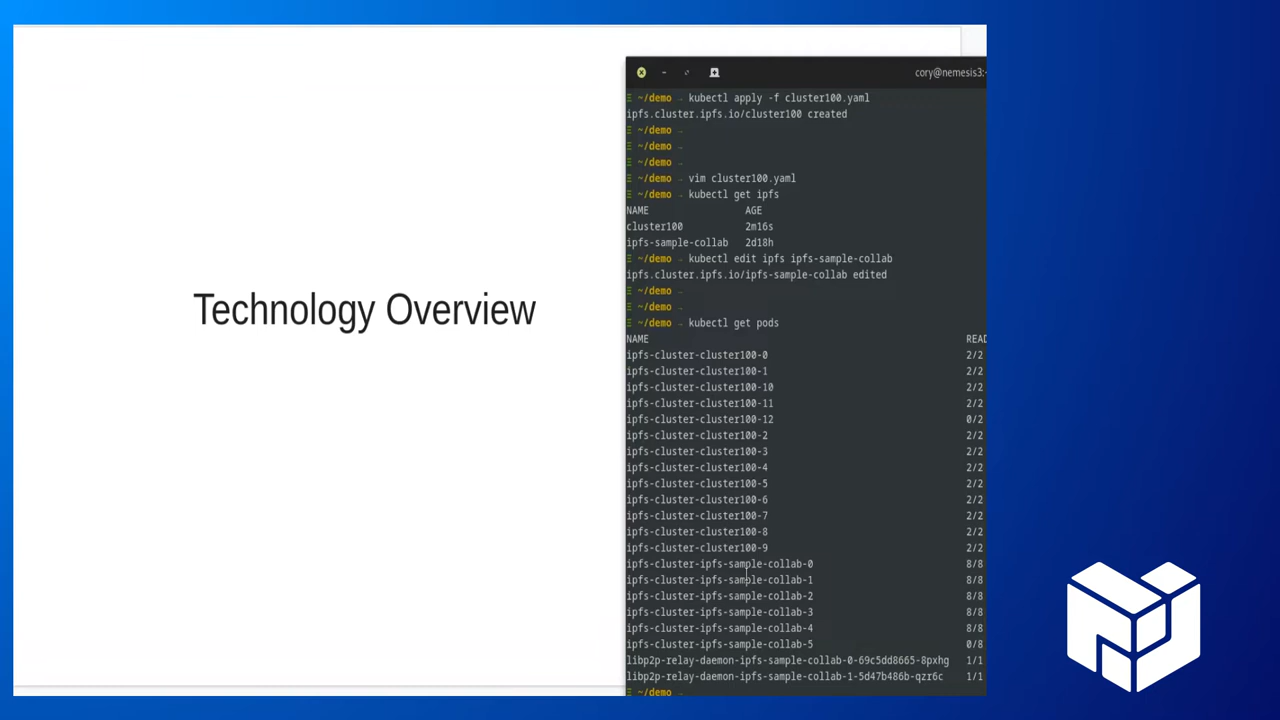 Technology Overview
cory@nemesis3:
~/demo kubectl apply -f cluster100.yaml
ipfs.cluster.ipfs.io/cluster100 created
~/demo
~/demo
~/demo
~/demo vim cluster100.yaml
~/demo kubectl get ipfs
NAME AGE
cluster100 2m16s
ipfs-sample-collab 2d18h
~/demo kubectl edit ipfs ipfs-sample-collab
ipfs.cluster.ipfs.io/ipfs-sample-collab edited
~/demo
~/demo
~/demo kubectl get pods
NAME READ
ipfs-cluster-cluster100-0 2/2
ipfs-cluster-cluster100-1 2/2
ipfs-cluster-cluster100-10 2/2
ipfs-cluster-cluster100-11 2/2
ipfs-cluster-cluster100-12 0/2
ipfs-cluster-cluster100-2 2/2
ipfs-cluster-cluster100-3 2/2
ipfs-cluster-cluster100-4 2/2
ipfs-cluster-cluster100-5 2/2
ipfs-cluster-cluster100-6 2/2
ipfs-cluster-cluster100-7 2/2
ipfs-cluster-cluster100-8 2/2
ipfs-cluster-cluster100-9 2/2
ipfs-cluster-ipfs-sample-collab-0 8/8
ipfs-cluster-ipfs-sample-collab-1 8/8
ipfs-cluster-ipfs-sample-collab-2 8/8
ipfs-cluster-ipfs-sample-collab-3 8/8
ipfs-cluster-ipfs-sample-collab-4 8/8
ipfs-cluster-ipfs-sample-collab-5 0/8
libp2p-relay-daemon-ipfs-sample-collab-0-69c5dd8665-8pxhg 1/1
libp2p-relay-daemon-ipfs-sample-collab-1-5d47b486b-qzr6c 1/1
~/demo